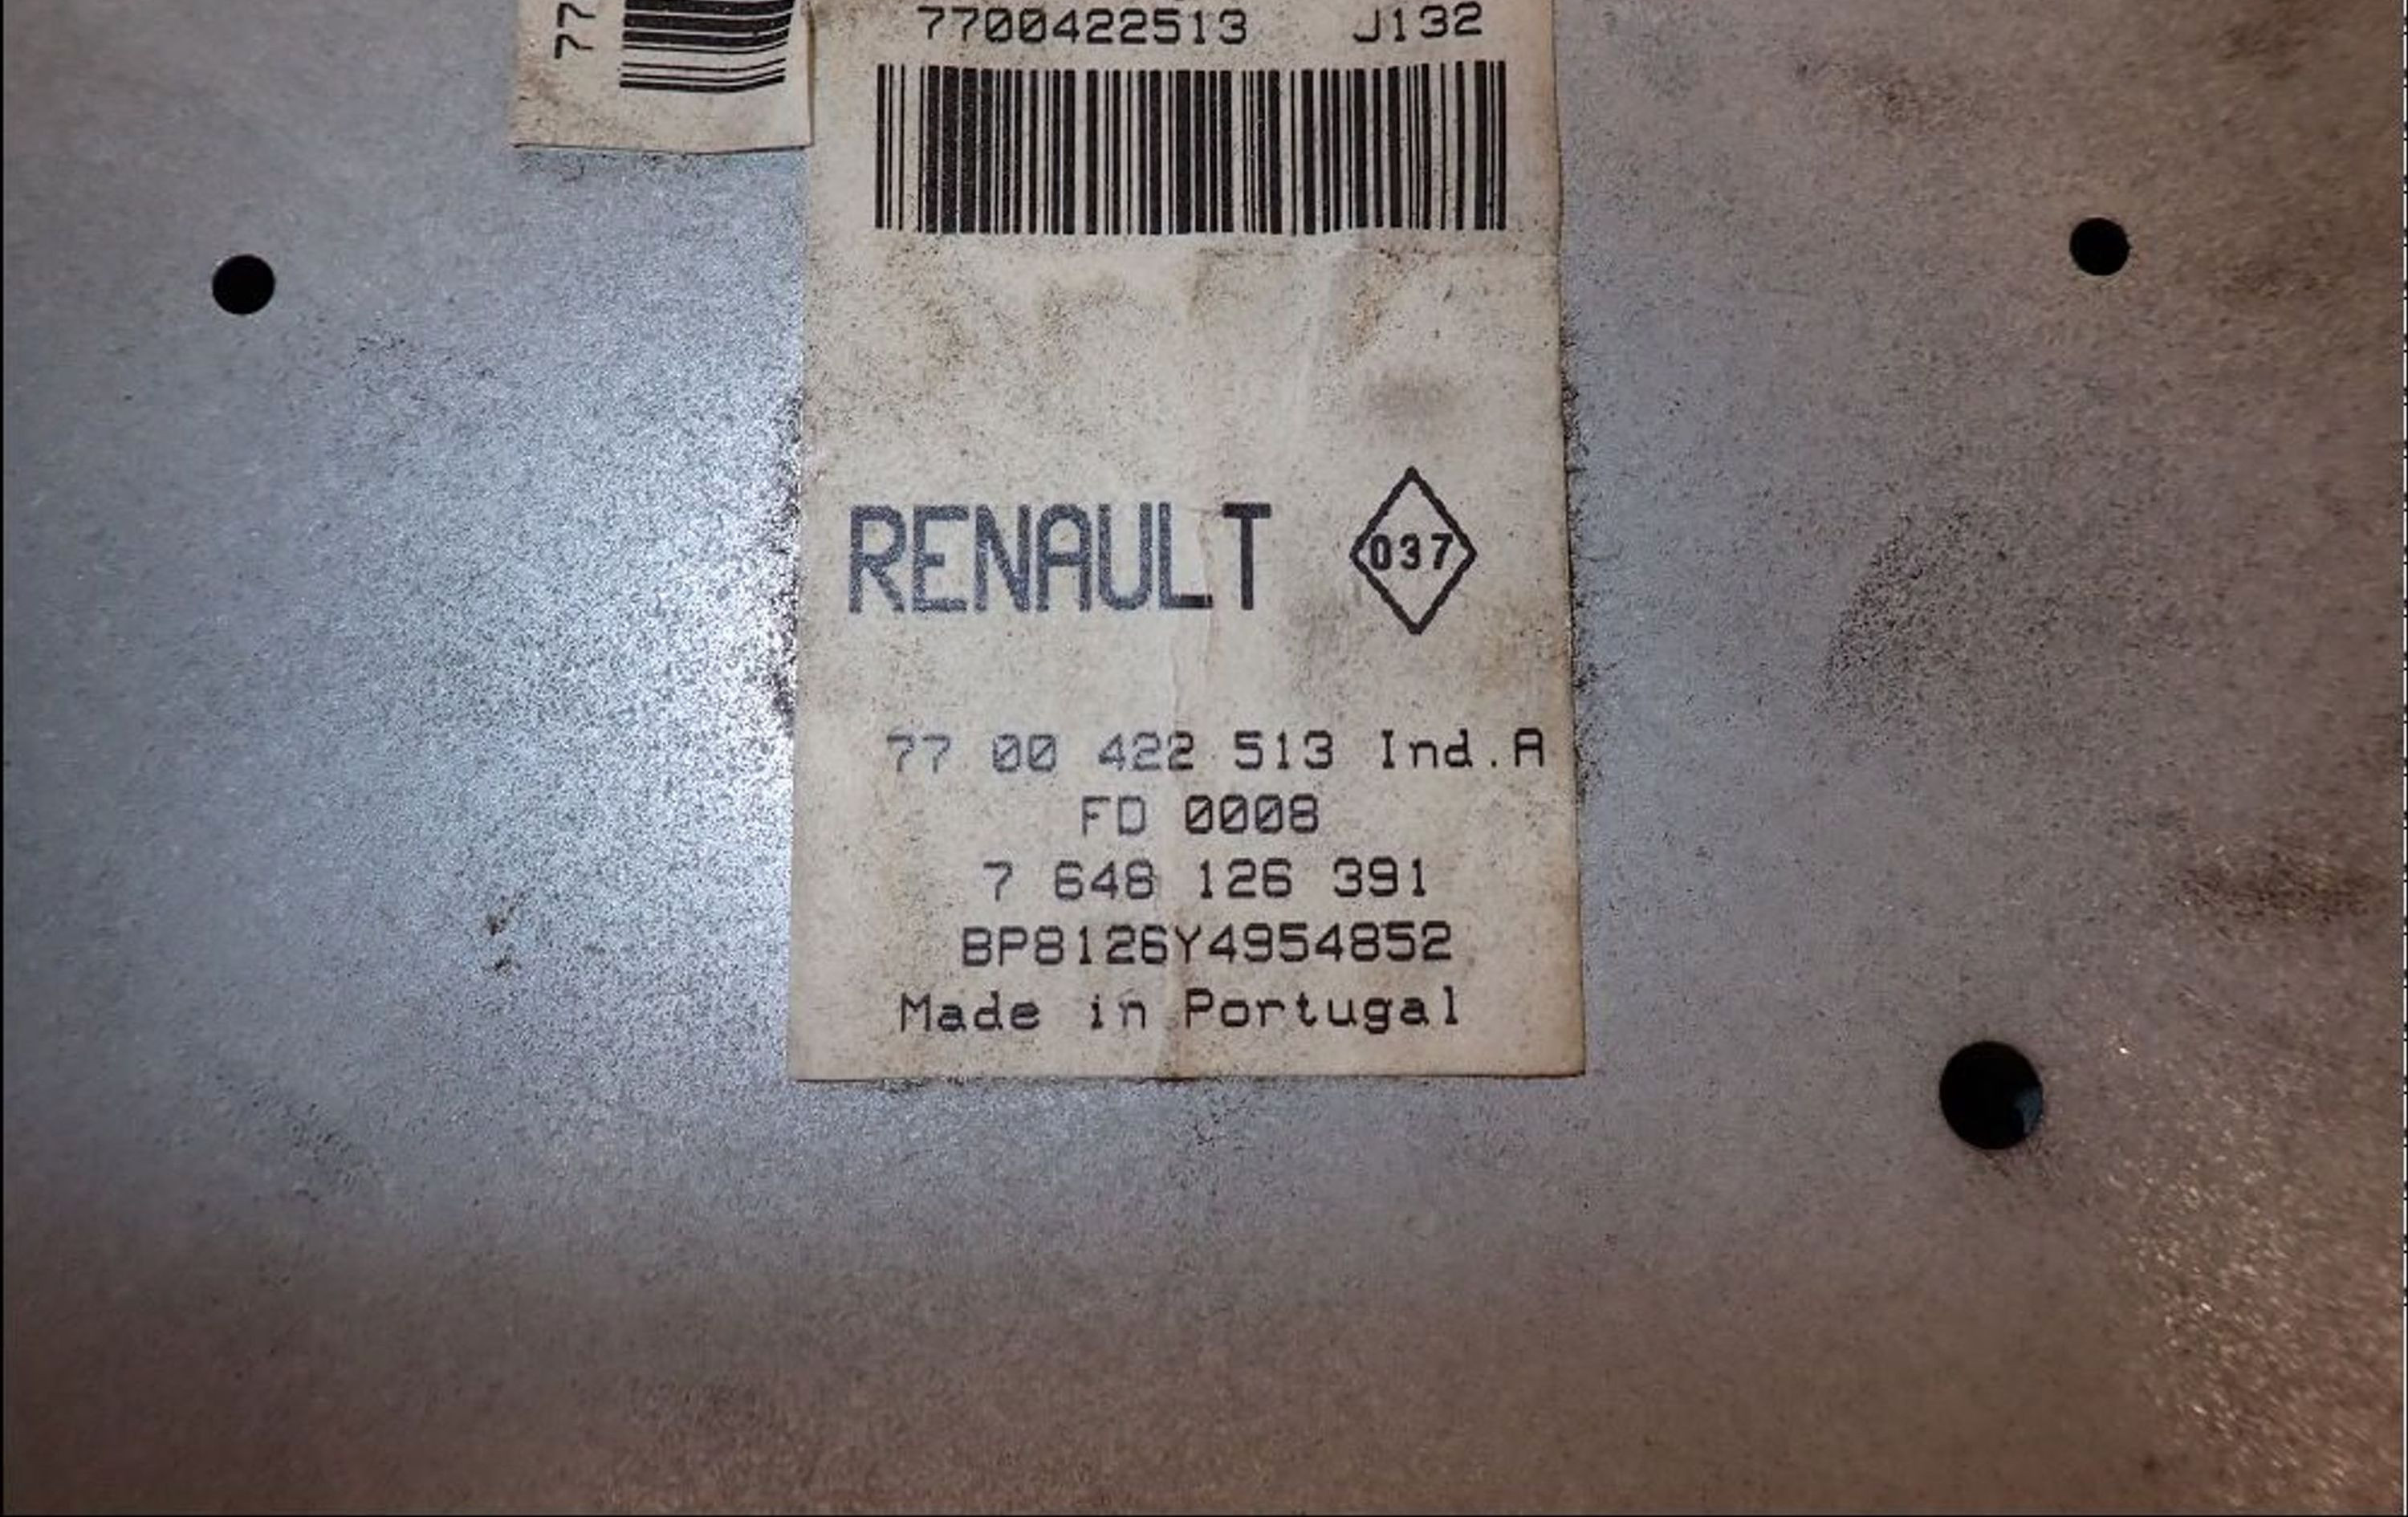 77
7700422513 J132
RENAULT 037
77 00 422 513 Ind.A
FD 0008
7 648 126 391
BP8126Y4954852
Made in Portugal